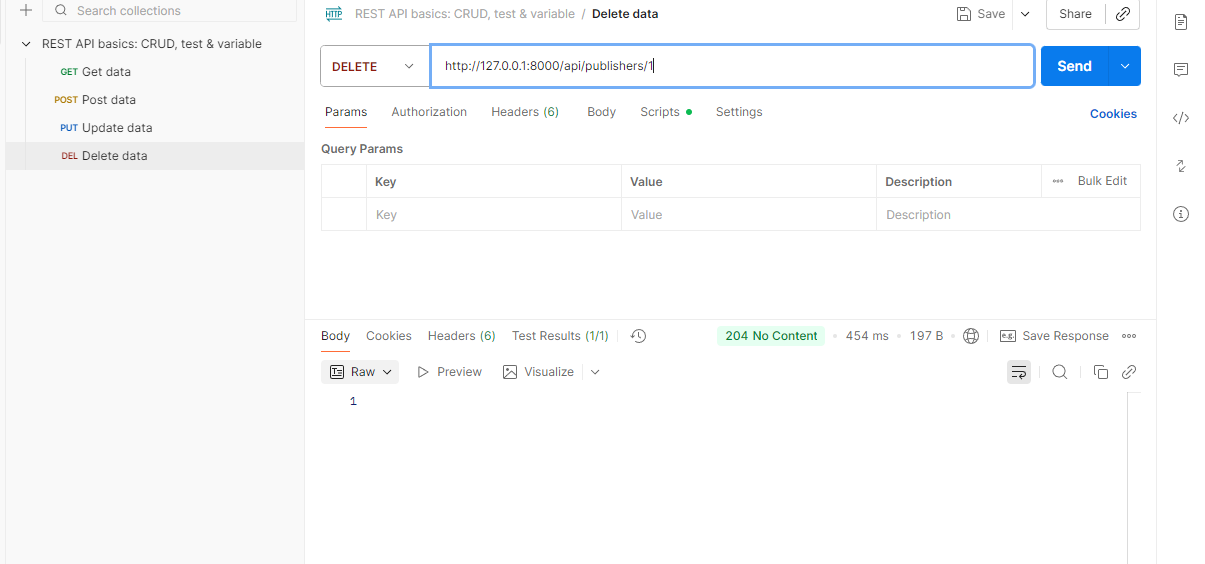 Search collections
REST API basics: CRUD, test & variable
GET Get data
POST Post data
PUT Update data
DEL Delete data
HTTP REST API basics: CRUD, test & variable / Delete data
Save
Share
DELETE
http://127.0.0.1:8000/api/publishers/1
Send
Params Authorization Headers (6) Body Scripts Settings
Cookies
Query Params
Key Value Description Bulk Edit
Key Value Description
Body Cookies Headers (6) Test Results (1/1)
204 No Content • 454 ms • 197 B
e.g. Save Response
Raw Preview Visualize
1